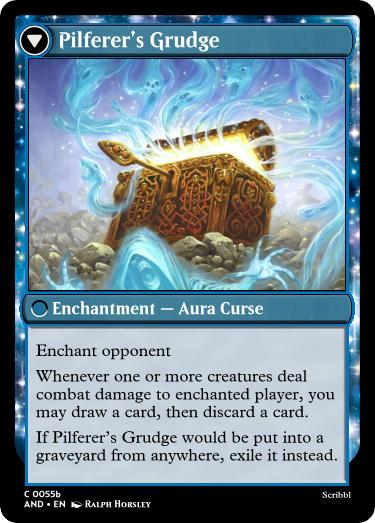 Pilferer's Grudge
Enchantment — Aura Curse
Enchant opponent
Whenever one or more creatures deal
combat damage to enchanted player, you
may draw a card, then discard a card.
If Pilferer's Grudge would be put into a
graveyard from anywhere, exile it instead.
C 0055b
Scribbl
AND • EN Ralph Horsley